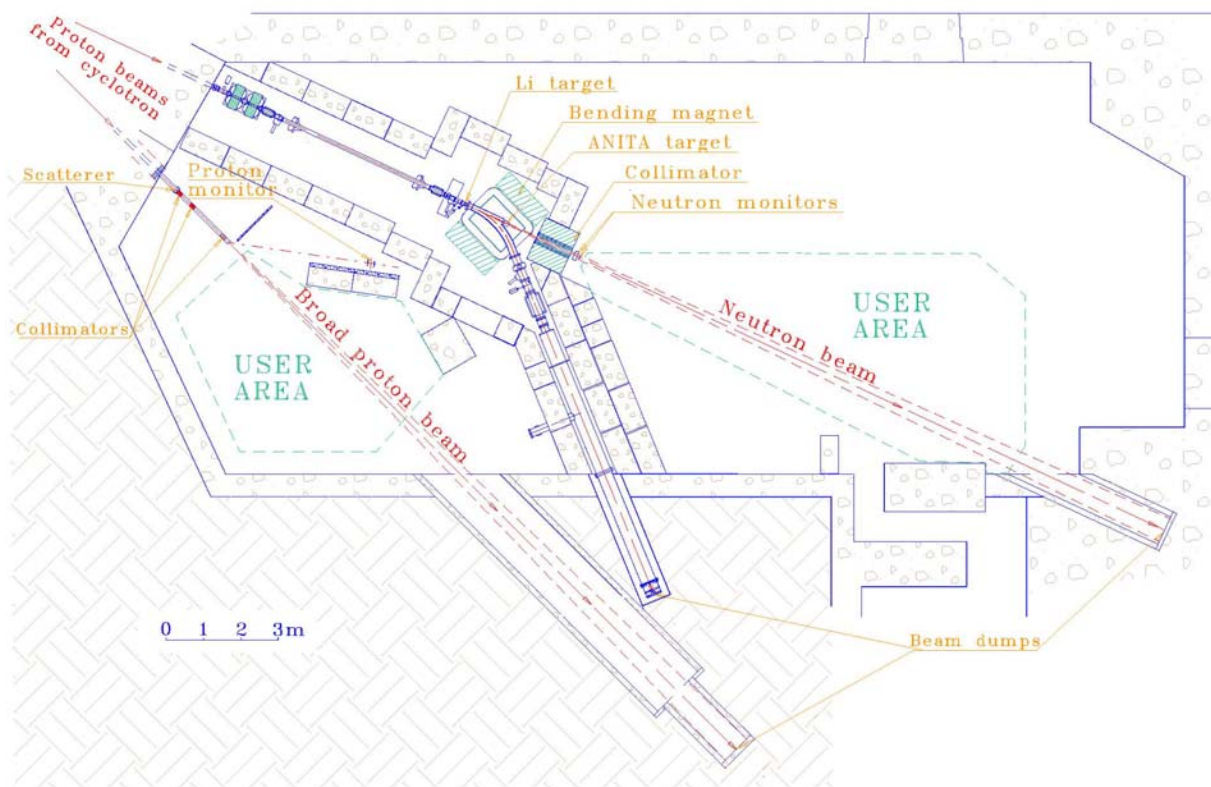 Proton beams
from cyclotron
Li target
Bending magnet
ANITA target
Collimator
Neutron monitors
Scatterer
Proton
monitor
Collimators
USER
AREA
Broad proton beam
USER
AREA
Neutron beam
0 1 2 3m
Beam dumps